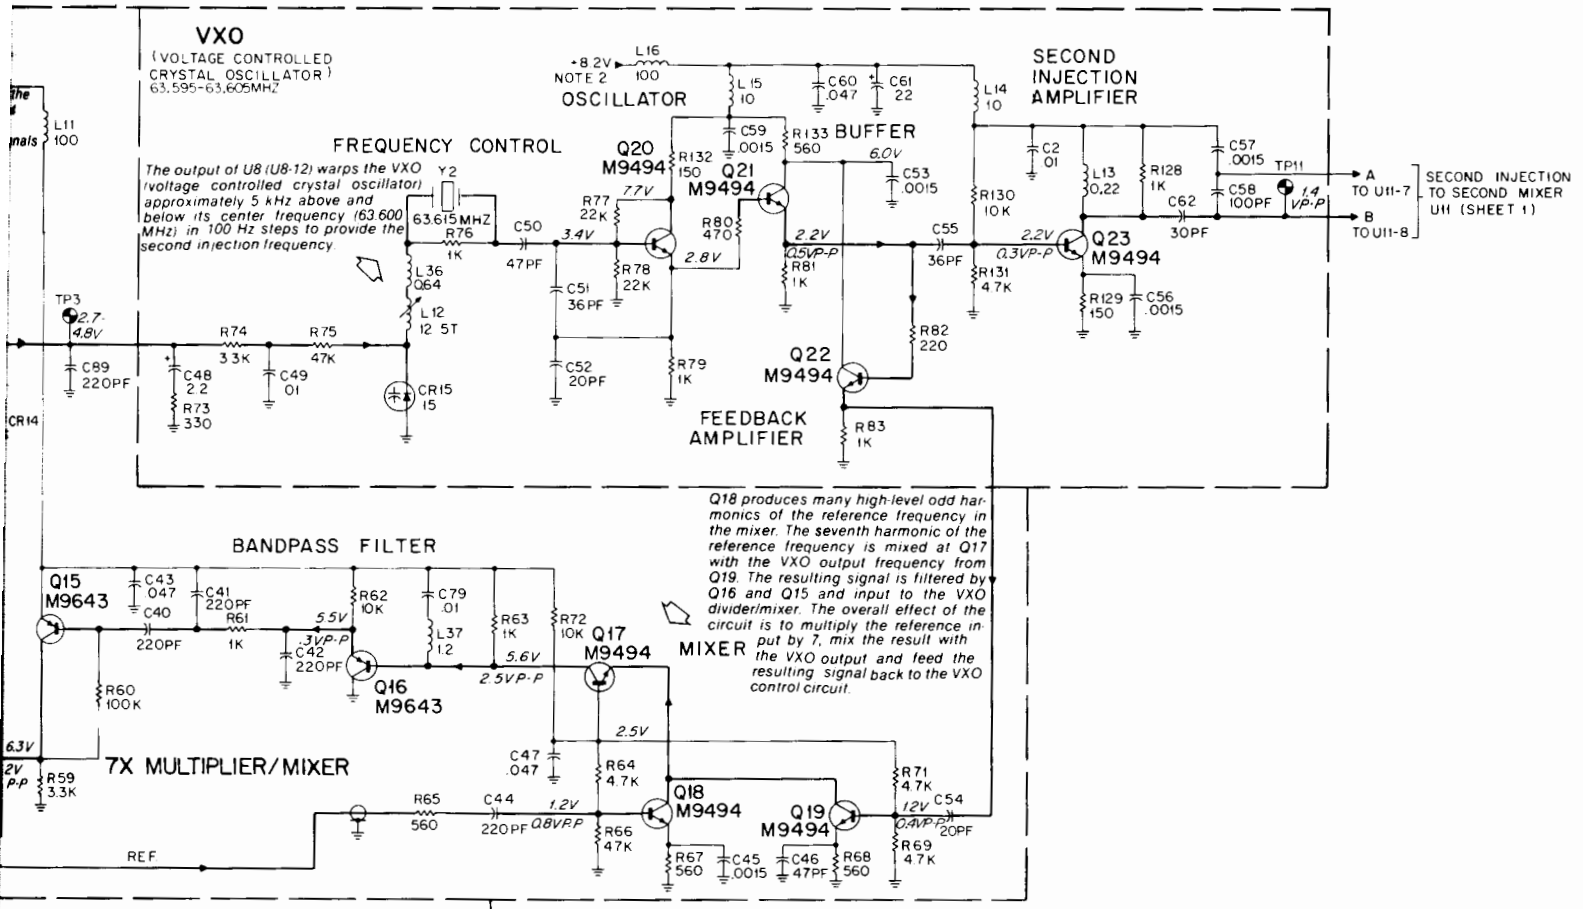 VXO
(VOLTAGE CONTROLLED
CRYSTAL OSCILLATOR)
63.595-63.605MHZ
the
nals
L11
100
FREQUENCY CONTROL
The output of U8 (U8-12) warps the VXO
(voltage controlled crystal oscillator)
approximately 5 kHz above and
below its center frequency (63.600
MHz) in 100 Hz steps to provide the
second injection frequency.
Y2
63.615MHZ
R76
1K
C50
47PF
L36
0.64
L12
12.5T
TP3
2.7-
4.8V
C89
220PF
R74
3.3K
R75
47K
C48
2.2
R73
330
C49
.01
CR15
15
CR14
+8.2V
NOTE 2
L16
100
OSCILLATOR
L15
10
C60
.047
C61
22
L14
10
Q20
M9494
R132
150
C59
.0015
R133
560
BUFFER
6.0V
C53
.0015
Q21
M9494
7.7V
R77
22K
3.4V
R78
22K
2.8V
R80
470
C51
36PF
C52
20PF
R79
1K
2.2V
0.5VP-P
R81
1K
R82
220
Q22
M9494
FEEDBACK
AMPLIFIER
R83
1K
C55
36PF
SECOND
INJECTION
AMPLIFIER
R130
10K
R131
4.7K
C2
.01
L13
0.22
R128
1K
C57
.0015
C58
100PF
C62
30PF
TP11
1.4
VP-P
2.2V
0.3VP-P
Q23
M9494
R129
150
C56
.0015
A
TO U11-7
B
TO U11-8
SECOND INJECTION
TO SECOND MIXER
U11 (SHEET 1)
Q18 produces many high-level odd har-
monics of the reference frequency in
the mixer. The seventh harmonic of the
reference frequency is mixed at Q17
with the VXO output frequency from
Q19. The resulting signal is filtered by
Q16 and Q15 and input to the VXO
divider/mixer. The overall effect of the
circuit is to multiply the reference in-
put by 7, mix the result with
the VXO output and feed the
resulting signal back to the VXO
control circuit.
BANDPASS FILTER
Q15
M9643
C43
.047
C41
220PF
C40
220PF
R61
1K
R60
100K
R62
10K
5.5V
.3VP-P
C42
220PF
Q16
M9643
C79
.01
L37
1.2
R63
1K
R72
10K
5.6V
2.5VP-P
Q17
M9494
MIXER
6.3V
2V
P-P
R59
3.3K
7X MULTIPLIER/MIXER
2.5V
C47
.047
R64
4.7K
R65
560
C44
220PF
1.2V
0.8VP.P
R66
47K
Q18
M9494
R67
560
C45
.0015
C46
47PF
R68
560
Q19
M9494
R71
4.7K
1.2V
0.4VP-P
C54
20PF
R69
4.7K
REF.